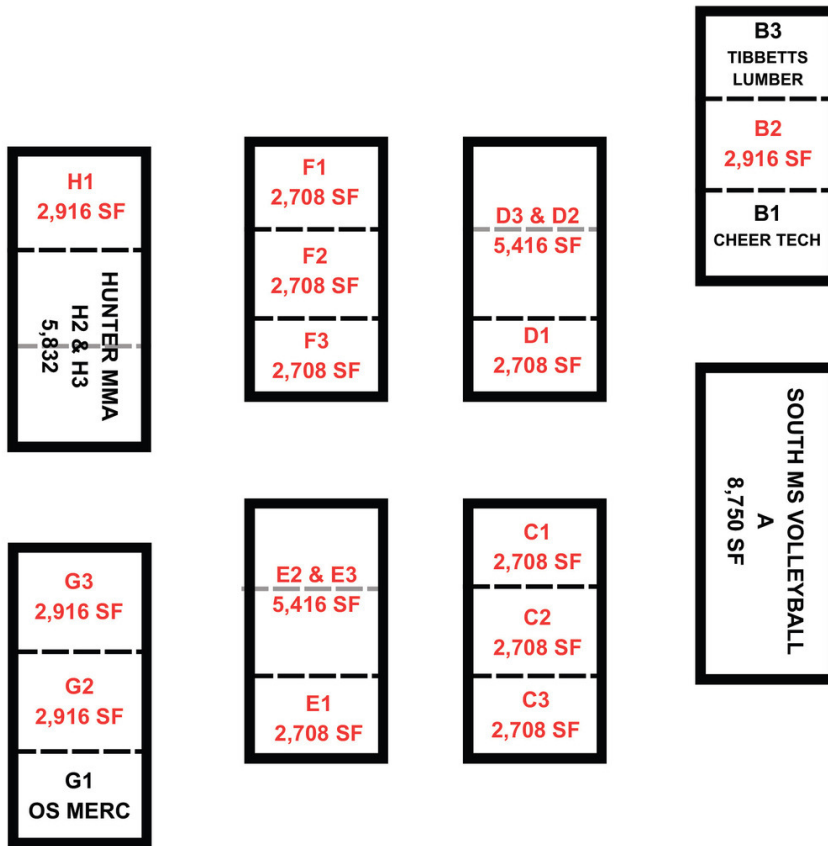 B3
TIBBETTS
LUMBER
B2
2,916 SF
B1
CHEER TECH
H1
2,916 SF
HUNTER MMA
H2 & H3
5,832
F1
2,708 SF
F2
2,708 SF
F3
2,708 SF
D3 & D2
5,416 SF
D1
2,708 SF
SOUTH MS VOLLEYBALL
A
8,750 SF
G3
2,916 SF
G2
2,916 SF
G1
OS MERC
E2 & E3
5,416 SF
E1
2,708 SF
C1
2,708 SF
C2
2,708 SF
C3
2,708 SF